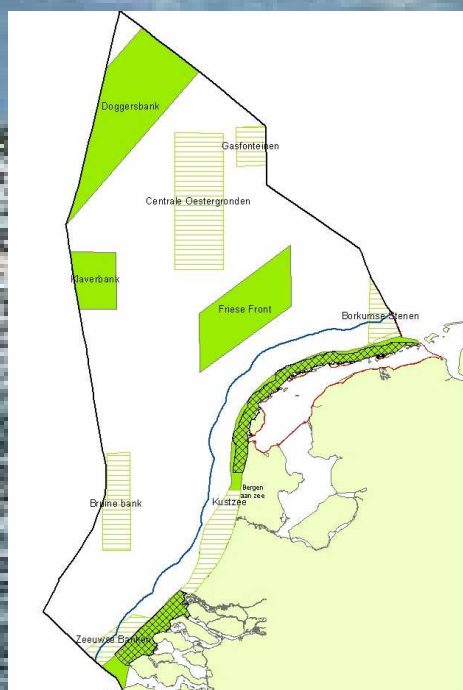 Doggersbank
Gasfonteinen
Centrale Oestergronden
Klaverbank
Friese Front
Borkumse Stenen
Bergen
aan zee
Bruine bank
Kustzee
Zeeuwse Banken